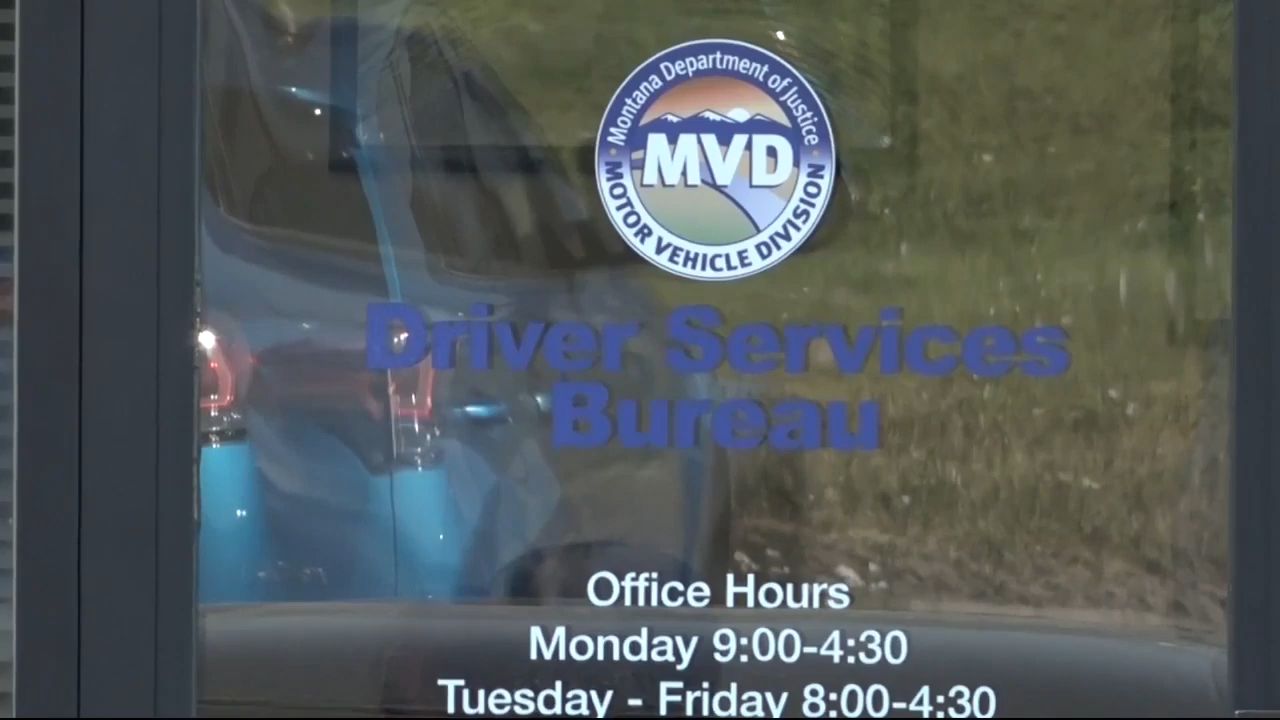 Montana Department of Justice
MVD
MOTOR VEHICLE DIVISION
Driver Services
Bureau
Office Hours
Monday 9:00-4:30
Tuesday - Friday 8:00-4:30